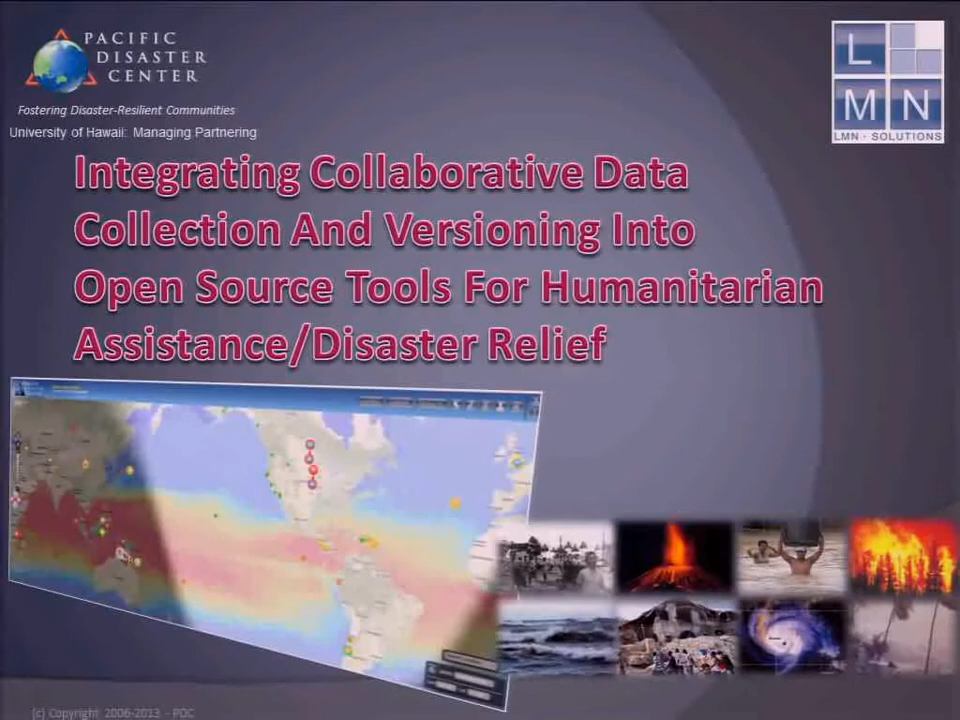 PACIFIC
DISASTER
CENTER
Fostering Disaster-Resilient Communities
University of Hawaii: Managing Partnering
L
M N
LMN - SOLUTIONS
Integrating Collaborative Data
Collection And Versioning Into
Open Source Tools For Humanitarian
Assistance/Disaster Relief
(c) Copyright 2006-2013 - PDC